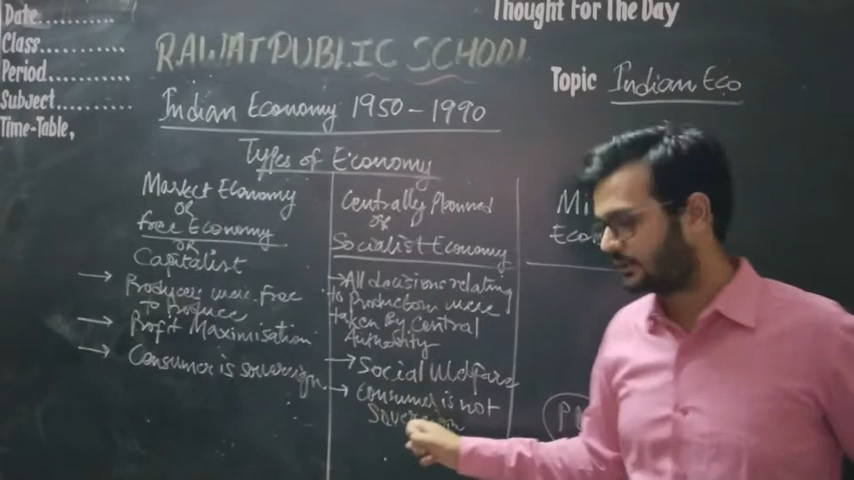 Date............
Class............
Period............
Subject..........
Time-Table,
Thought For The Day
RAWAT PUBLIC SCHOOL
Topic Indian Eco
Indian Economy 1950-1990
Types of Economy
Market Economy
or
free Economy
or
Capitalist
→ Producers were free
to Produce
→ Profit Maximisation
→ Consumer is sovereign
Centrally Planned
or
Socialist Economy
→ All decisions relating
to Production were
taken By Central
Authority
→ Social Welfare
→ Consumer is not
Mi
Eco